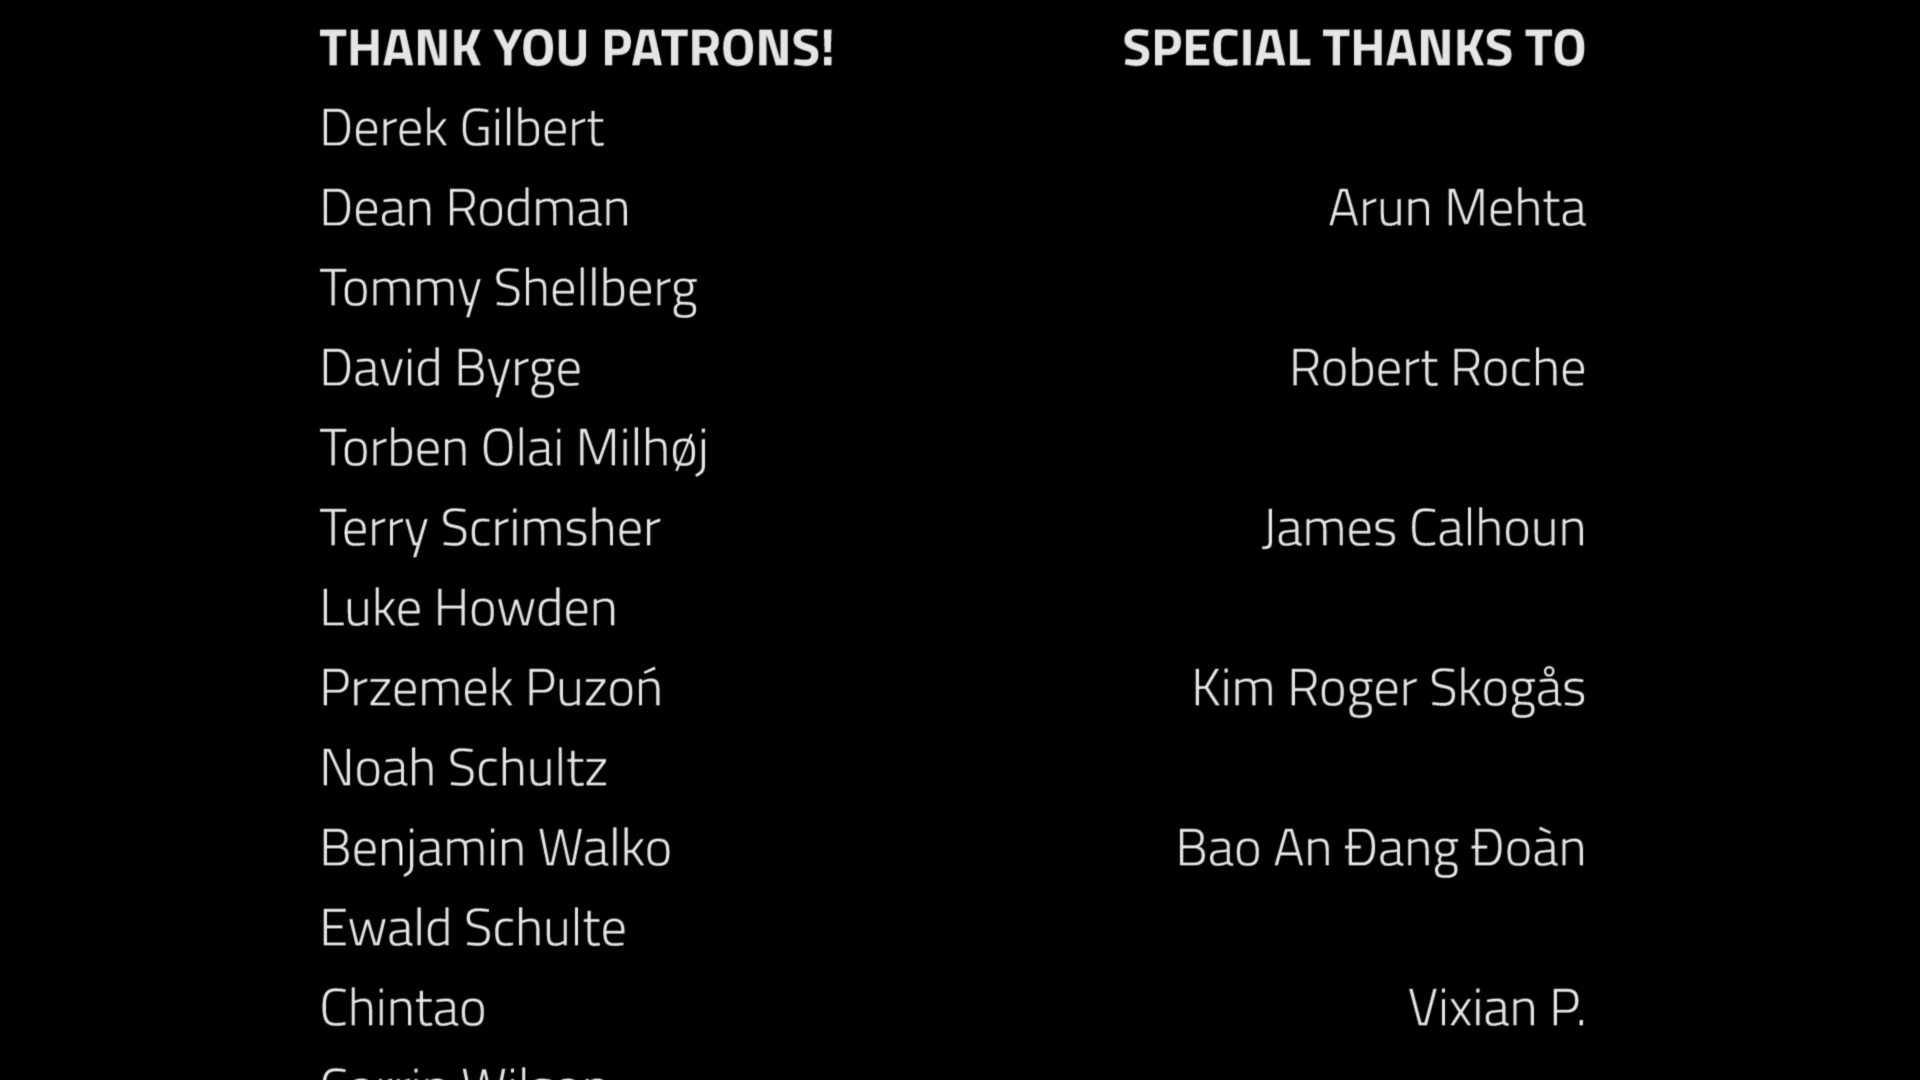 THANK YOU PATRONS!
Derek Gilbert
Dean Rodman
Tommy Shellberg
David Byrge
Torben Olai Milhøj
Terry Scrimsher
Luke Howden
Przemek Puzoń
Noah Schultz
Benjamin Walko
Ewald Schulte
Chintao
SPECIAL THANKS TO
Arun Mehta
Robert Roche
James Calhoun
Kim Roger Skogås
Bao An Đang Đoàn
Vixian P.